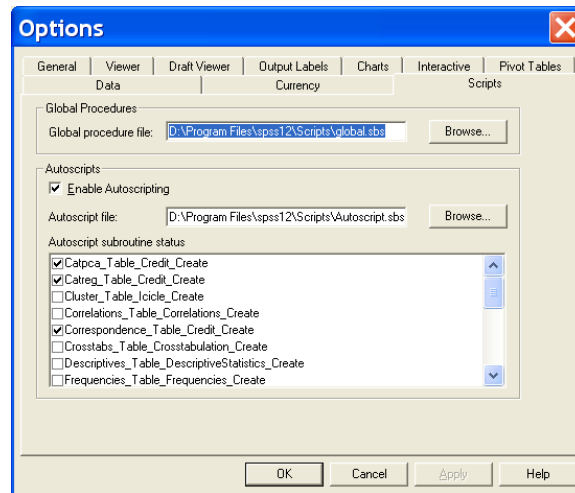 Options
General Viewer Draft Viewer Output Labels Charts Interactive Pivot Tables
Data Currency Scripts
Global Procedures
Global procedure file: D:\Program Files\spss12\Scripts\global.sbs Browse...
Autoscripts
Enable Autoscripting
Autoscript file: D:\Program Files\spss12\Scripts\Autoscript.sbs Browse...
Autoscript subroutine status
Catpca_Table_Credit_Create
Catreg_Table_Credit_Create
Cluster_Table_Icicle_Create
Correlations_Table_Correlations_Create
Correspondence_Table_Credit_Create
Crosstabs_Table_Crosstabulation_Create
Descriptives_Table_DescriptiveStatistics_Create
Frequencies_Table_Frequencies_Create
OK Cancel Apply Help